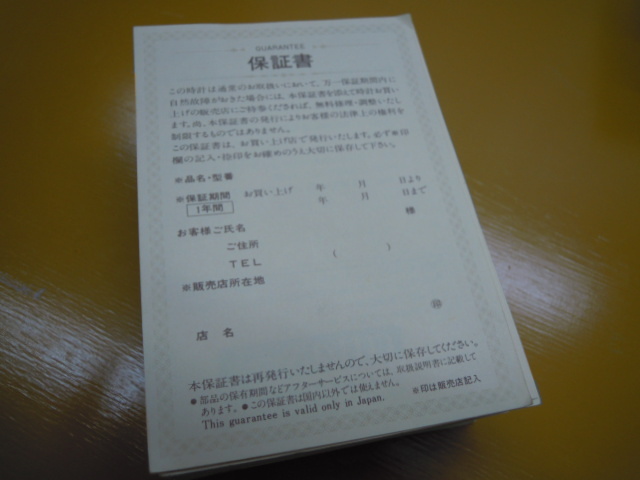 GUARANTEE
保証書
この時計は通常のお取扱いにおいて、万一保証期間内に
自然故障がおきた場合には、本保証書を添えて時計お買い
上げの販売店にご持参くだされば、無料修理・調整いたし
ます。尚、本保証書の発行によりお客様の法律上の権利を
制限するものではありません。
この保証書は、お買い上げ店で発行いたします。必ず※印
欄の記入・捺印をお確めのうえ大切に保存して下さい。
※品名・型番
※保証期間 お買い上げ 年 月 日より
1年間 年 月 日まで
お客様ご氏名 様
ご住所
TEL ( )
※販売店所在地
店名 ㊞
本保証書は再発行いたしませんので、大切に保存してください。
●部品の保有期間などアフターサービスについては、取扱説明書に記載して
あります。●この保証書は国内以外では使えません。
This guarantee is valid only in Japan. ※印は販売店記入